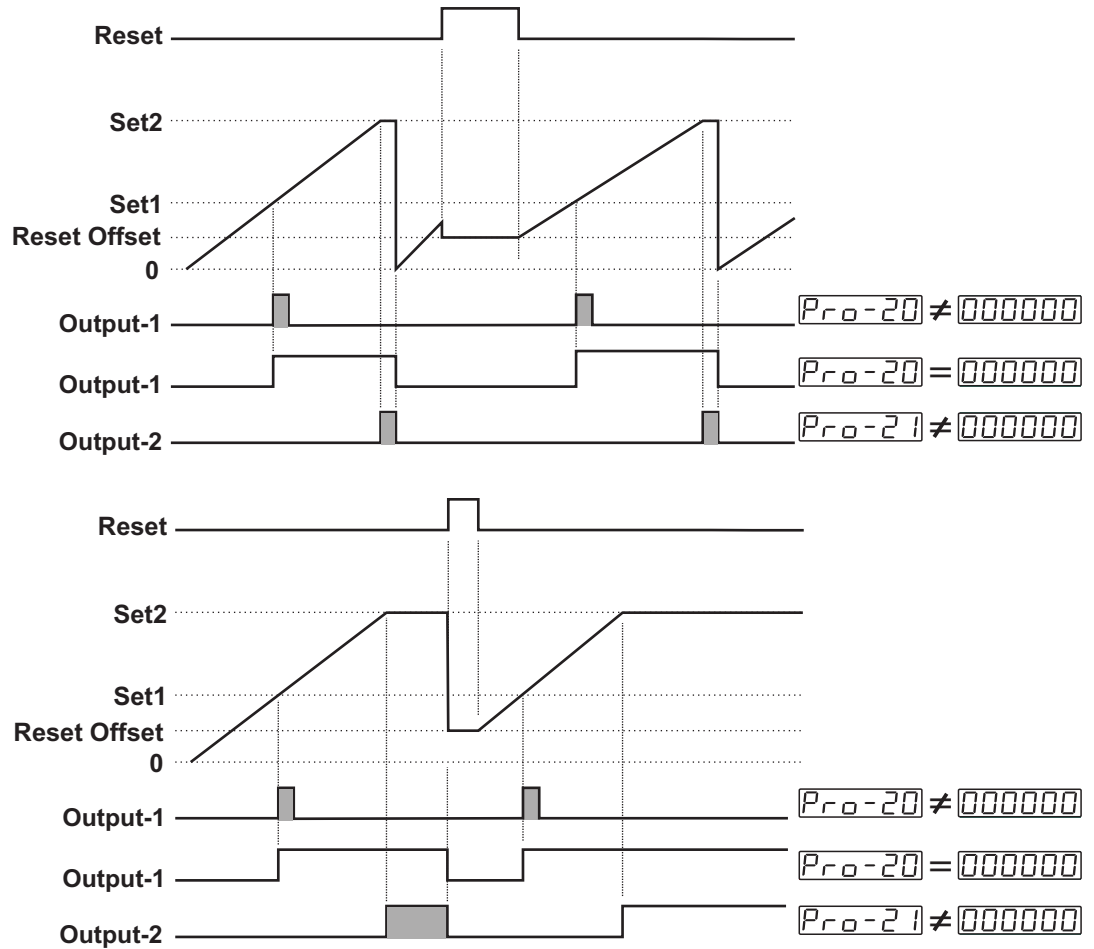 Reset
Set2
Set1
Reset Offset
0
Output-1 Pro-20 ≠ 000000
Output-1 Pro-20 = 000000
Output-2 Pro-21 ≠ 000000
Reset
Set2
Set1
Reset Offset
0
Output-1 Pro-20 ≠ 000000
Output-1 Pro-20 = 000000
Output-2 Pro-21 ≠ 000000